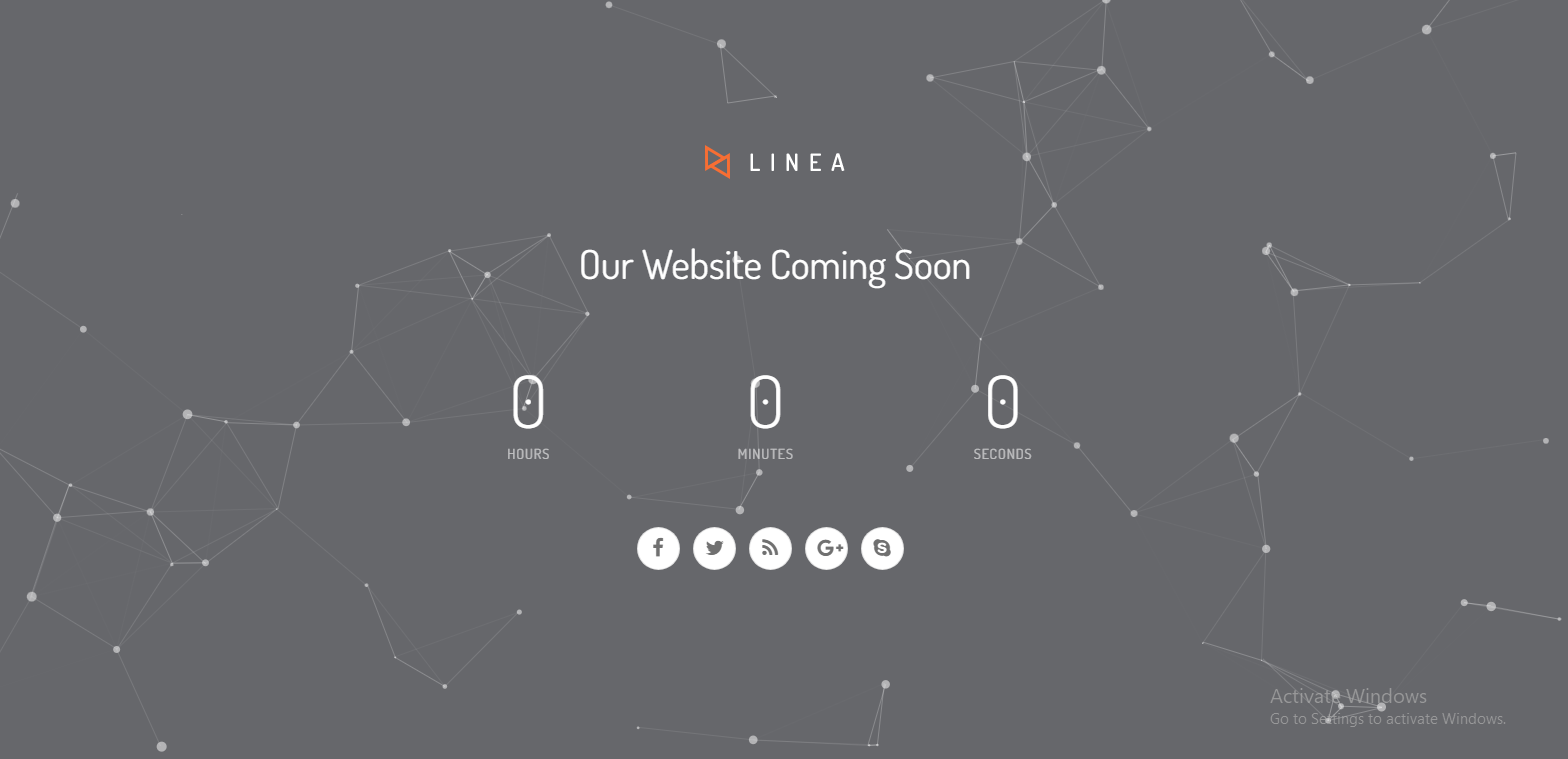 LINEA
Our Website Coming Soon
0 0 0
HOURS MINUTES SECONDS
Activate Windows
Go to Settings to activate Windows.